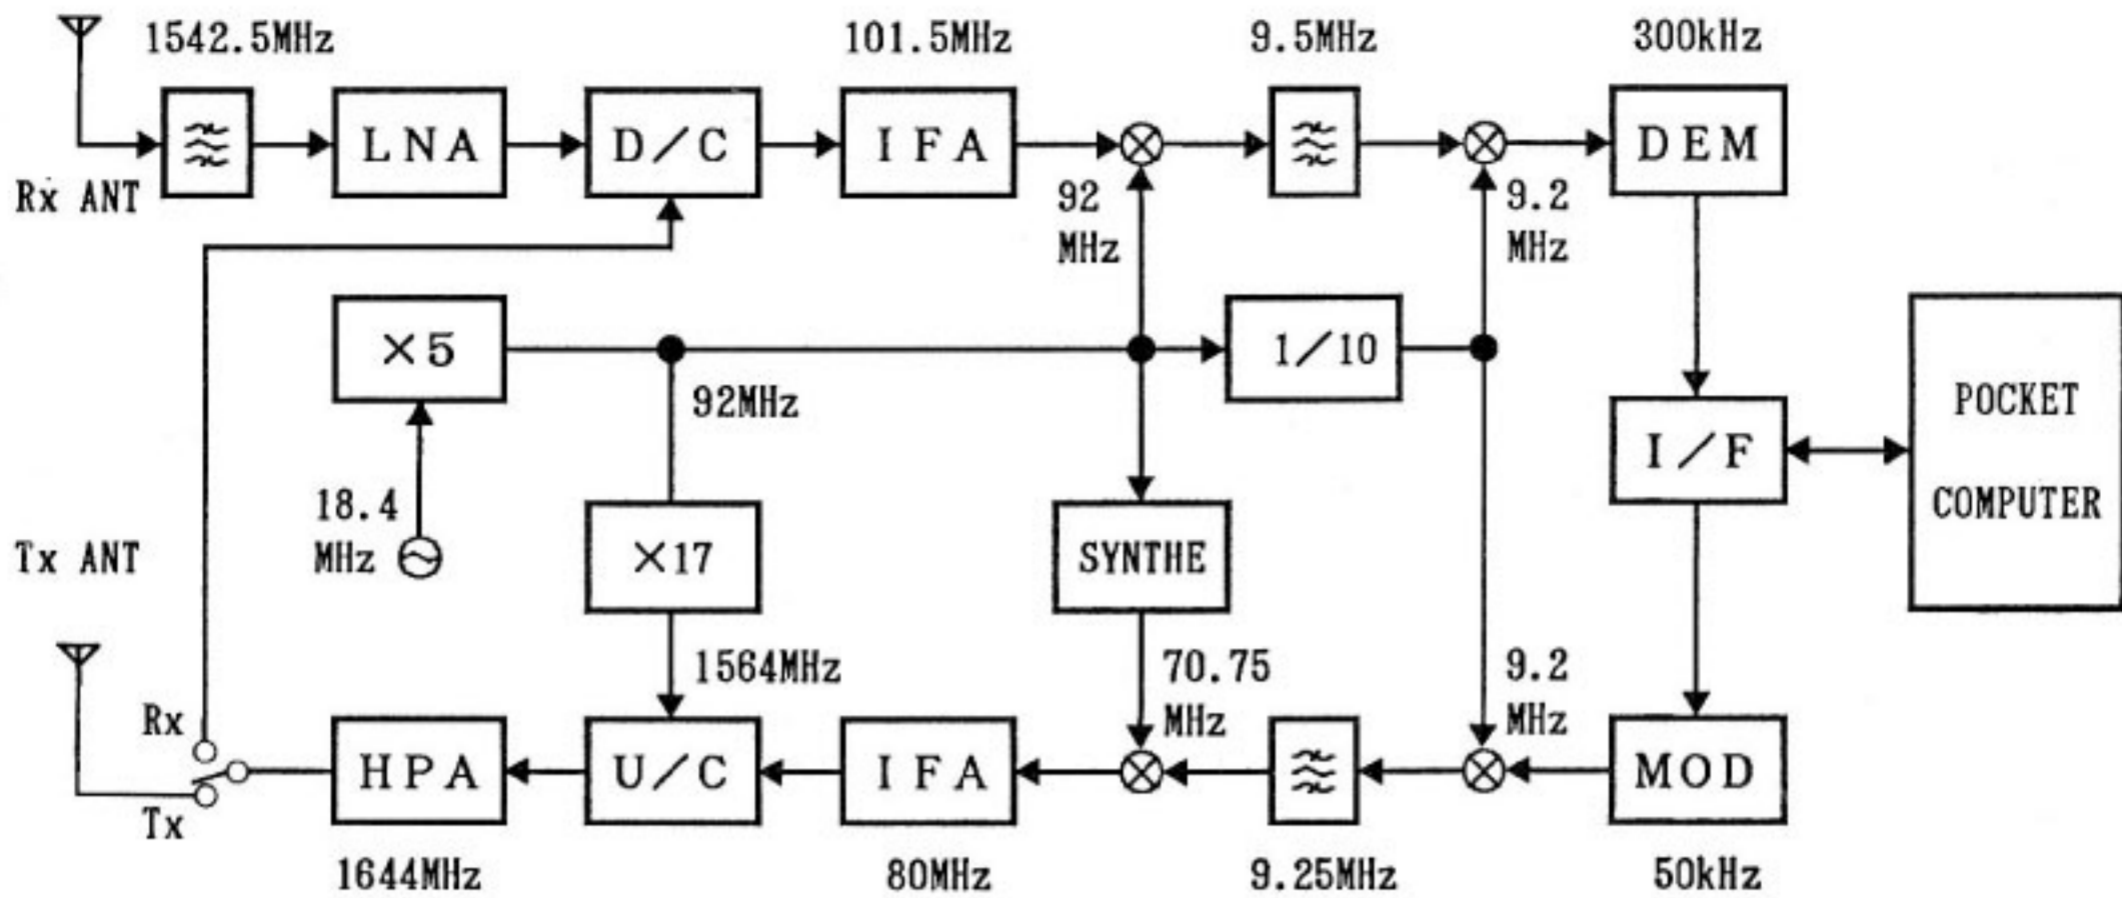 1542.5MHz
101.5MHz
9.5MHz
300kHz
LNA
D/C
IFA
DEM
Rx ANT
92
MHz
9.2
MHz
×5
1/10
92MHz
I/F
POCKET
COMPUTER
18.4
MHz
Tx ANT
×17
SYNTHE
1564MHz
70.75
MHz
9.2
MHz
Rx
HPA
U/C
IFA
MOD
Tx
1644MHz
80MHz
9.25MHz
50kHz